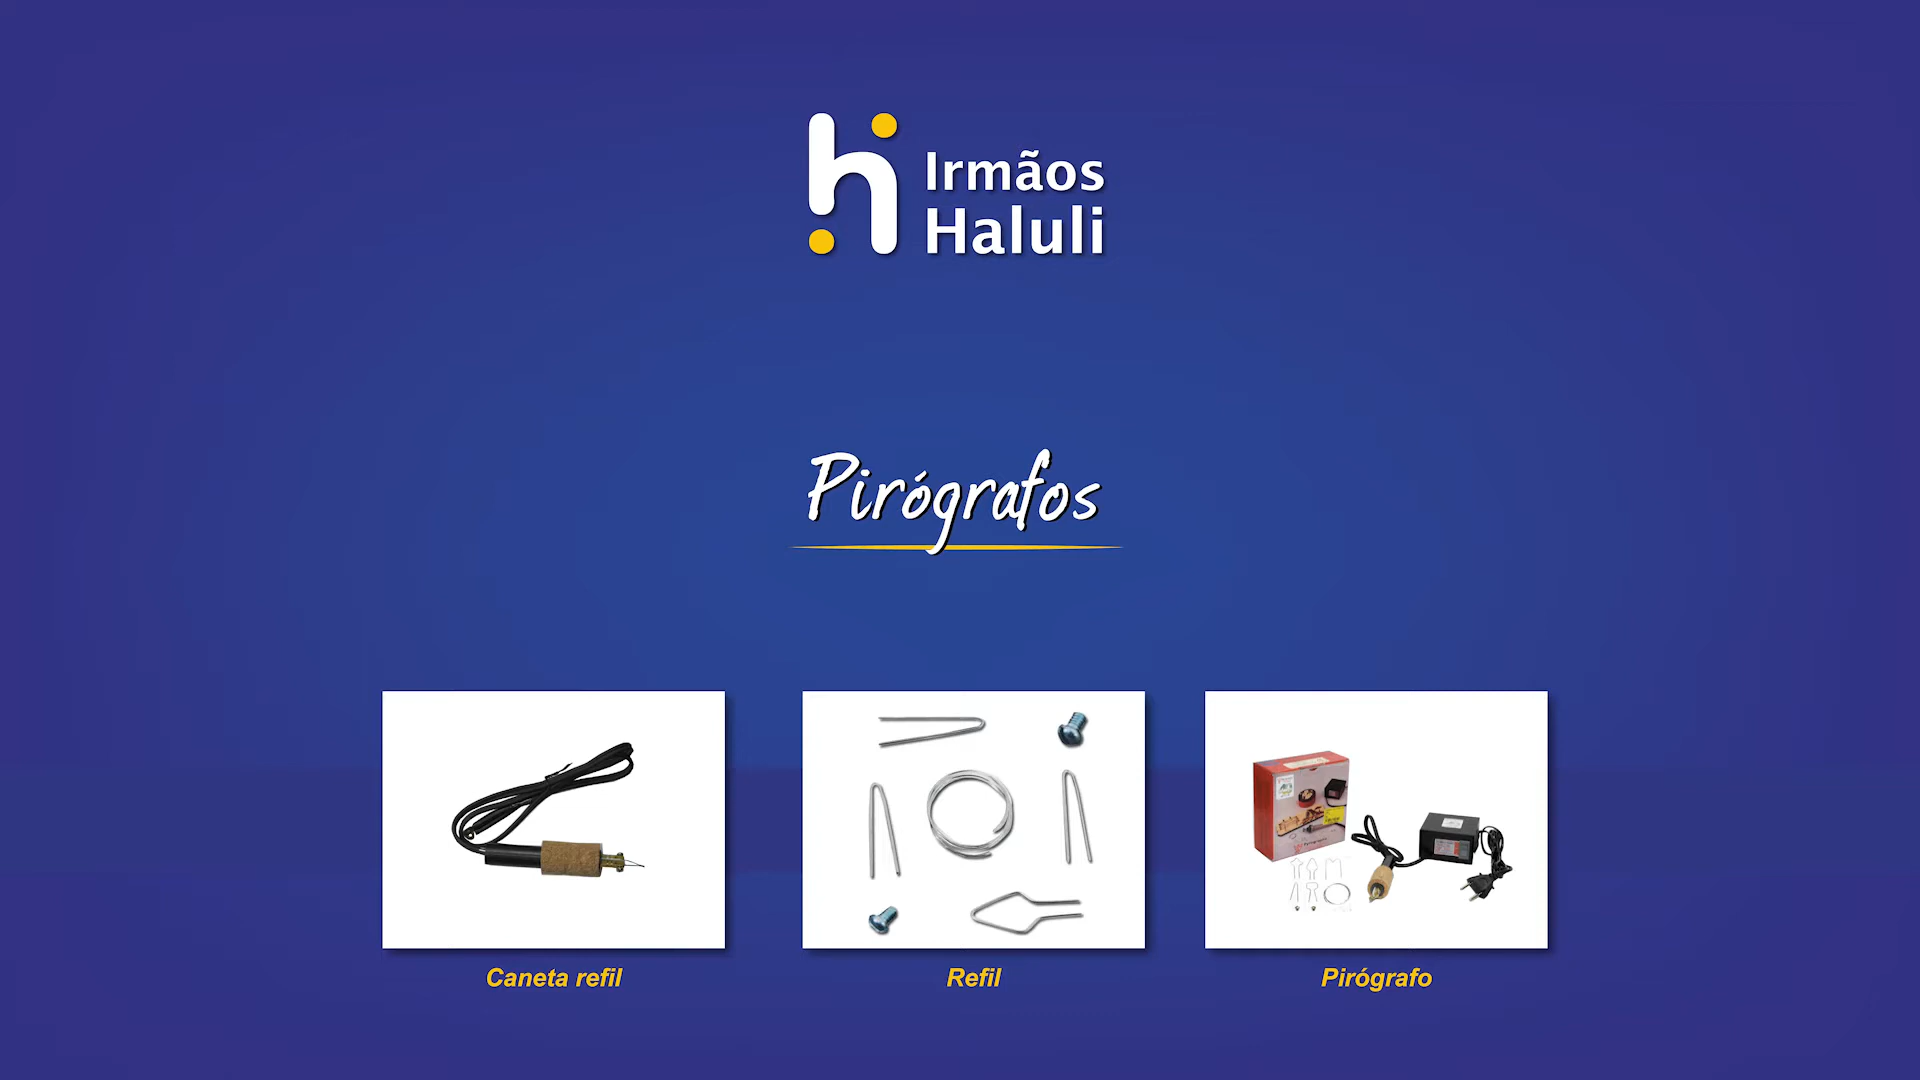 Irmãos
Haluli
Pirógrafos
Caneta refil
Refil
Pirógrafo